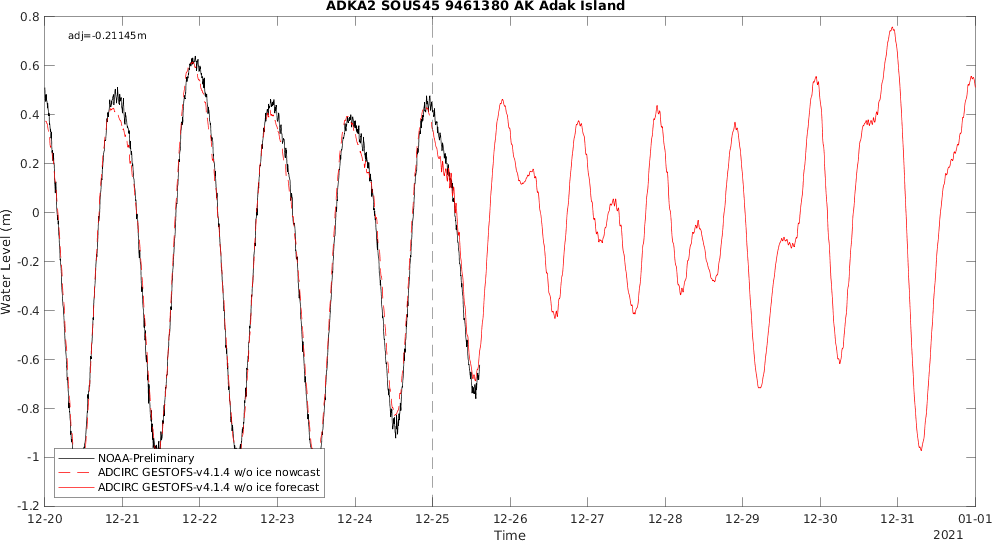 ADKA2 SOUS45 9461380 AK Adak Island
adj=-0.21145m
0.8
0.6
0.4
0.2
0
-0.2
-0.4
-0.6
-0.8
-1
-1.2
Water Level (m)
NOAA-Preliminary
ADCIRC GESTOFS-v4.1.4 w/o ice nowcast
ADCIRC GESTOFS-v4.1.4 w/o ice forecast
12-20 12-21 12-22 12-23 12-24 12-25 12-26 12-27 12-28 12-29 12-30 12-31 01-01
Time
2021